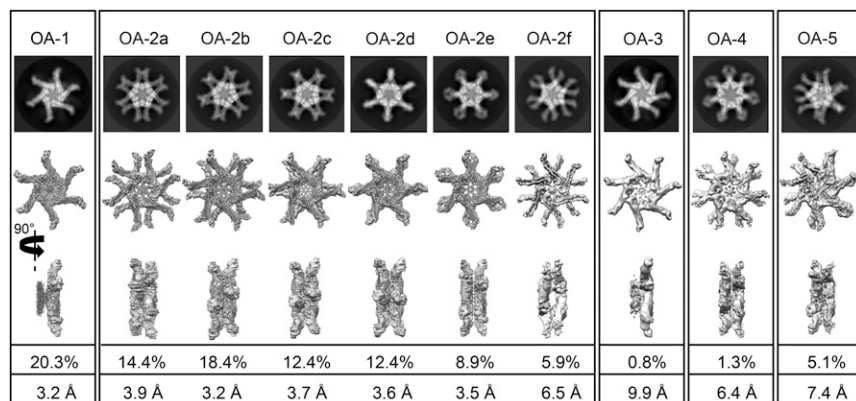 OA-1 OA-2a OA-2b OA-2c OA-2d OA-2e OA-2f OA-3 OA-4 OA-5
90°
20.3% 14.4% 18.4% 12.4% 12.4% 8.9% 5.9% 0.8% 1.3% 5.1%
3.2 Å 3.9 Å 3.2 Å 3.7 Å 3.6 Å 3.5 Å 6.5 Å 9.9 Å 6.4 Å 7.4 Å